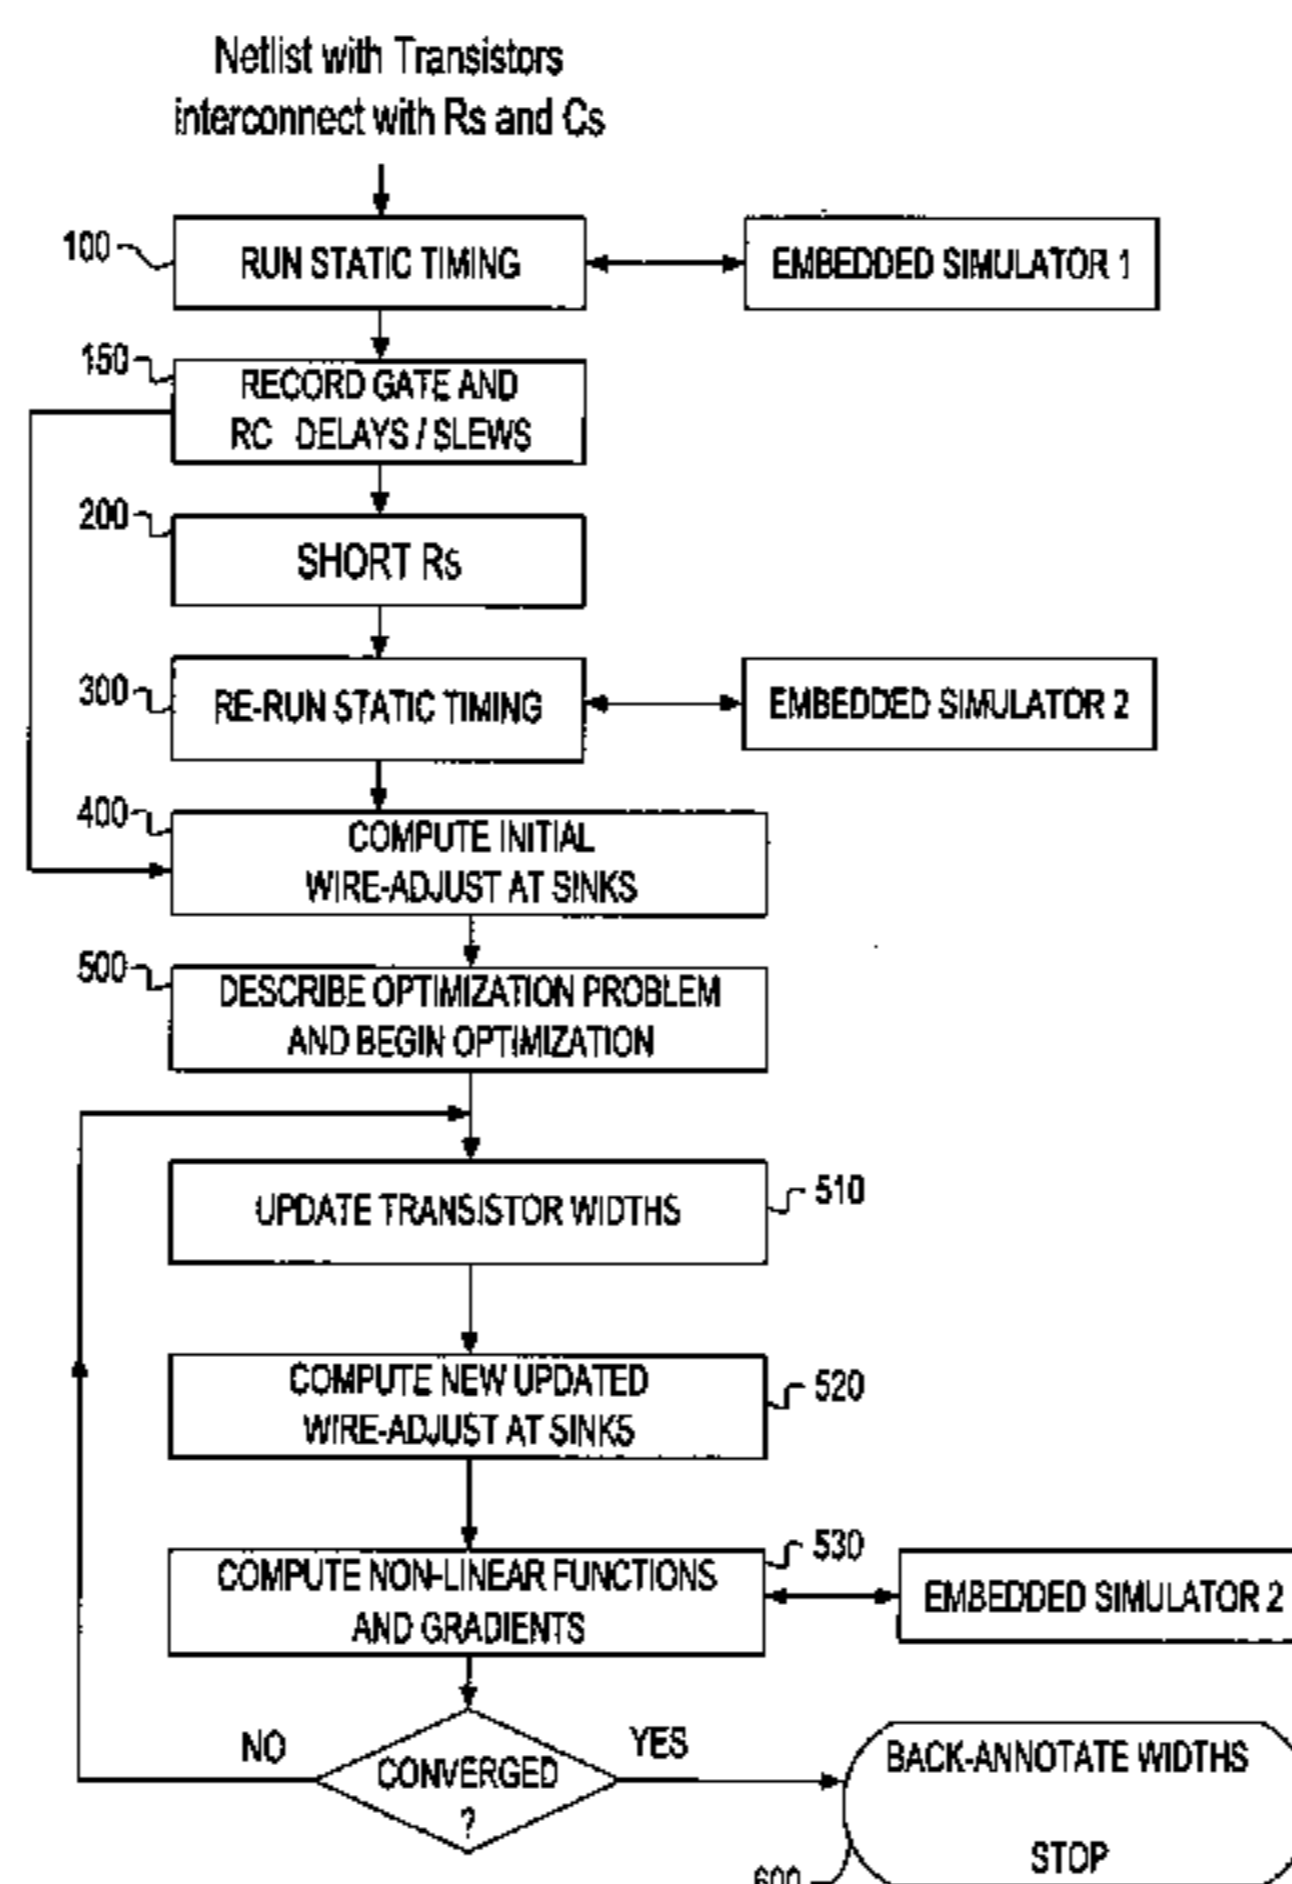 Netlist with Transistors
interconnect with Rs and Cs
100
RUN STATIC TIMING
EMBEDDED SIMULATOR 1
150
RECORD GATE AND
RC DELAYS / SLEWS
200
SHORT Rs
300
RE-RUN STATIC TIMING
EMBEDDED SIMULATOR 2
400
COMPUTE INITIAL
WIRE-ADJUST AT SINKS
500
DESCRIBE OPTIMIZATION PROBLEM
AND BEGIN OPTIMIZATION
UPDATE TRANSISTOR WIDTHS
510
COMPUTE NEW UPDATED
WIRE-ADJUST AT SINKS
520
530
COMPUTE NON-LINEAR FUNCTIONS
AND GRADIENTS
EMBEDDED SIMULATOR 2
NO
CONVERGED
?
YES
BACK-ANNOTATE WIDTHS
STOP
600